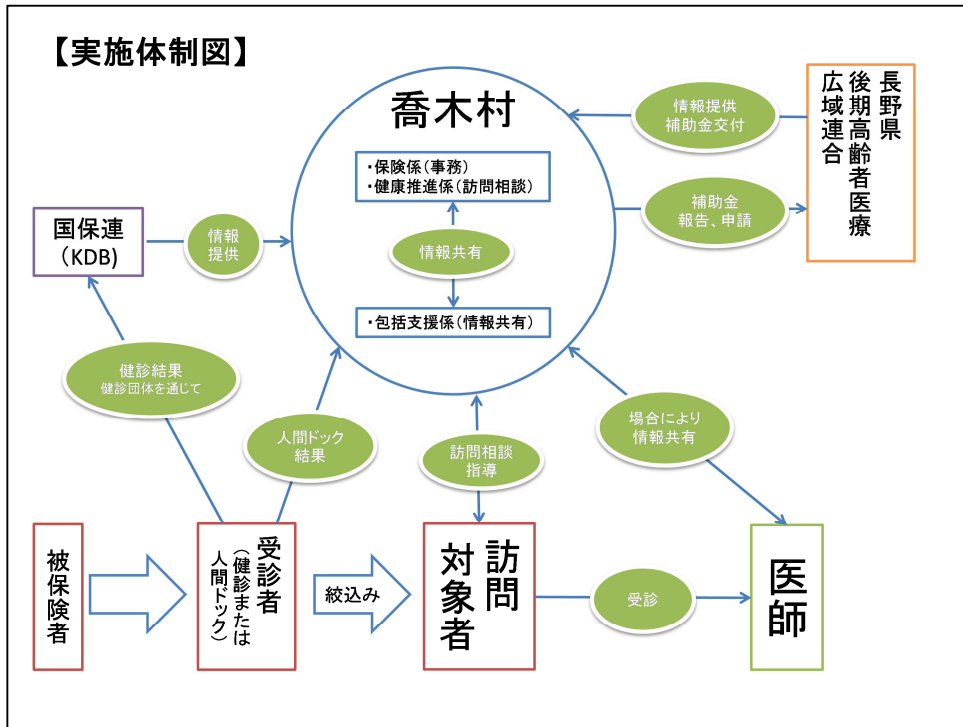 【実施体制図】
喬木村
・保険係(事務)
・健康推進係(訪問相談)
情報共有
・包括支援係(情報共有)
情報提供
補助金交付
補助金
報告、申請
長野県
後期高齢者医療
広域連合
国保連
(KDB)
情報
提供
健診結果
健診団体を通じて
人間ドック
結果
訪問相談
指導
場合により
情報共有
被保険者
受診者
(健診または
人間ドック)
絞込み
訪問
対象者
受診
医師